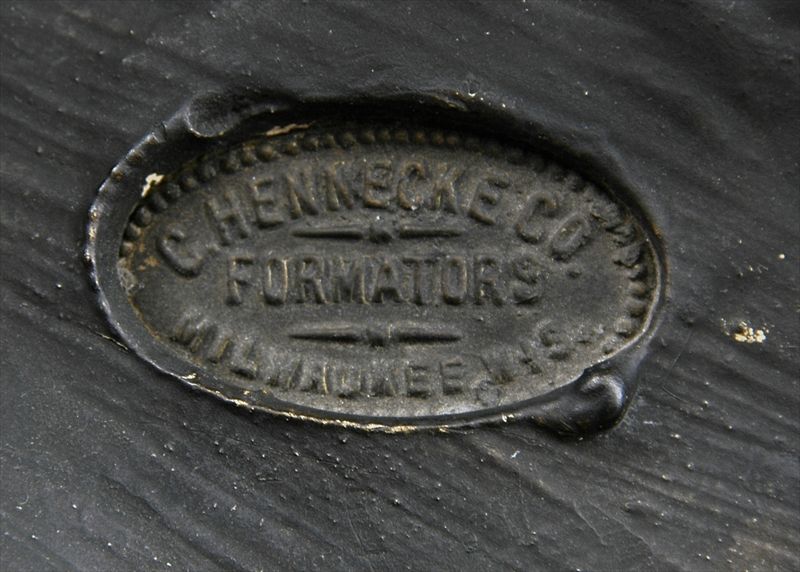 C. HENNECKE CO.
FORMATORS
MILWAUKEE WIS.